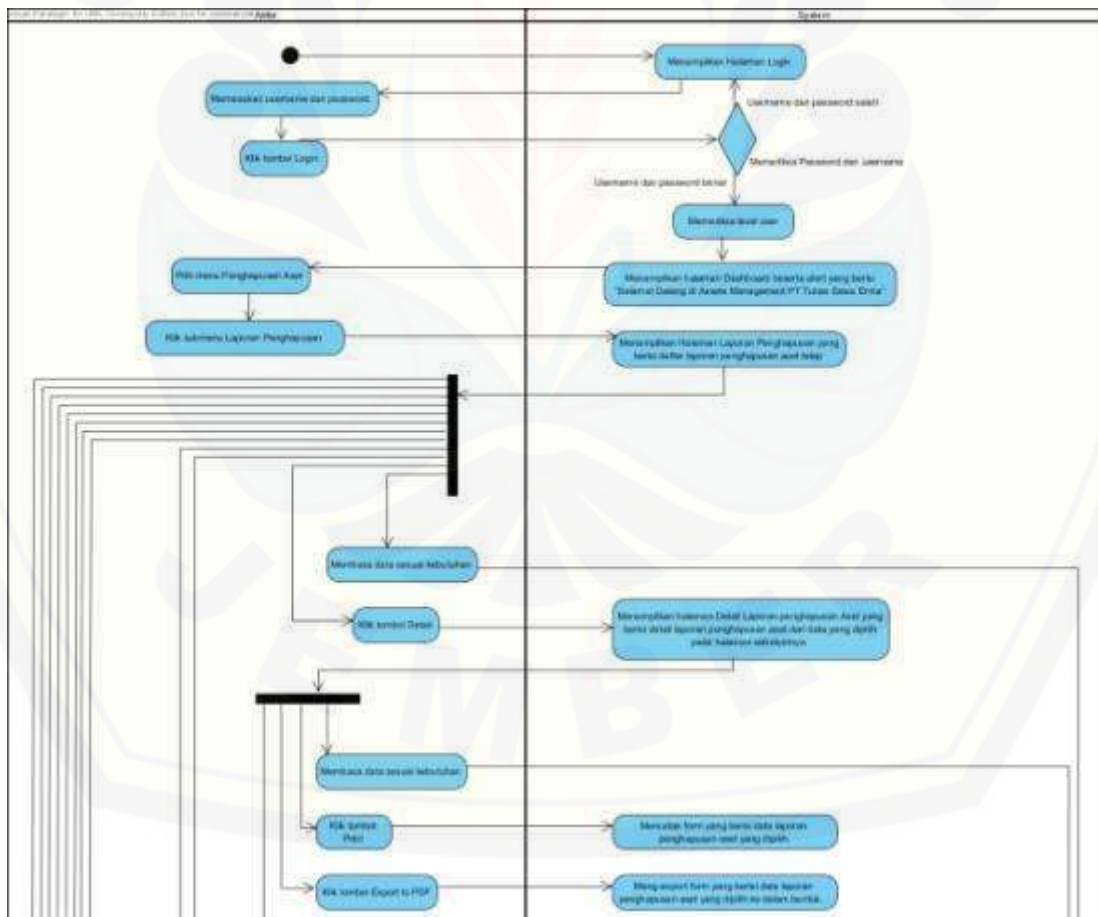 System
Menampilkan Halaman Login
Memasukan username dan password
Username dan password salah
Klik tombol Login
Memeriksa Password dan username
Username dan password benar
Memeriksa level user
Pilih menu Penghapusan Aset
Menampilkan halaman Dashboard beserta alert yang berisi
"Selamat Datang di Assets Management PT
Klik submenu Laporan Penghapusan
Menampilkan Halaman Laporan Penghapusan yang
berisi daftar laporan penghapusan aset tetap
Membaca data sesuai kebutuhan
Klik tombol Detail
Menampilkan halaman Detail Laporan penghapusan Aset yang
berisi detail laporan penghapusan aset dari data yang dipilih
pada halaman sebelumnya
Membaca data sesuai kebutuhan
Klik tombol
Print
Mencetak form yang berisi data laporan
penghapusan aset yang dipilih
Klik tombol Export to PDF
Meng-export form yang berisi data laporan
penghapusan aset yang dipilih ke dalam bentuk
JEMBER